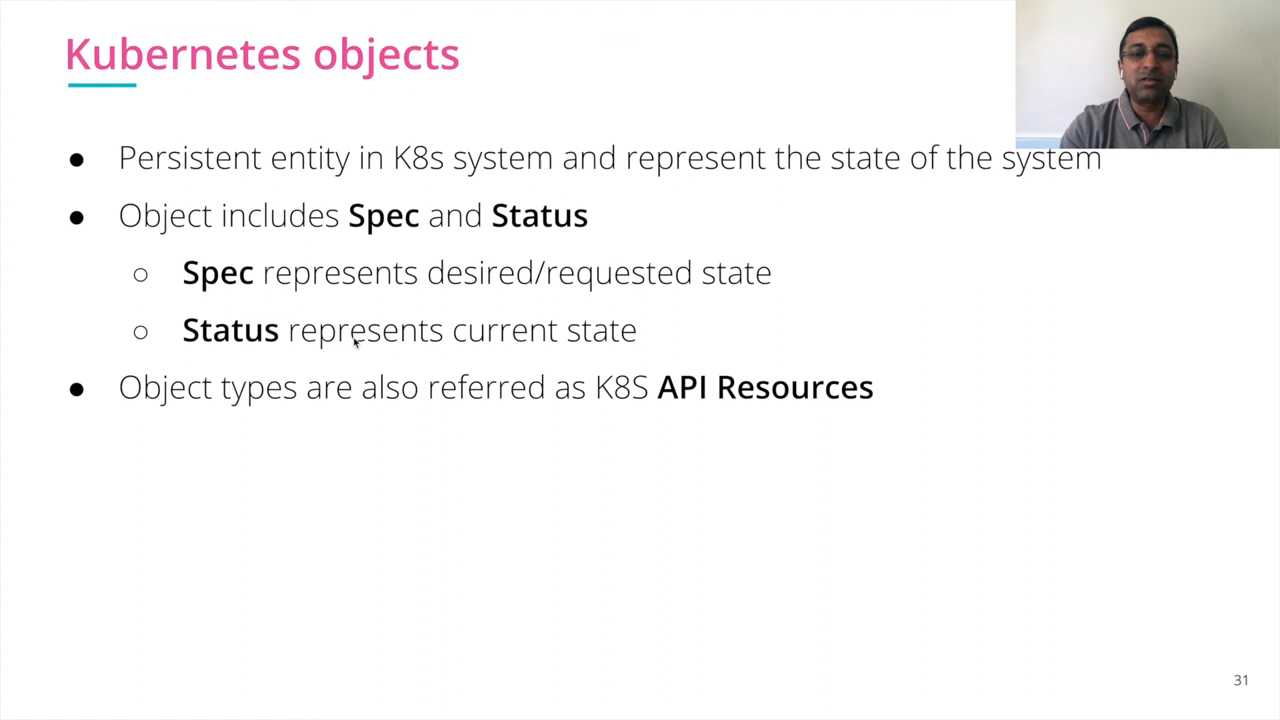 Kubernetes objects
● Persistent entity in K8s system and represent the state of the system
● Object includes Spec and Status
○ Spec represents desired/requested state
○ Status represents current state
● Object types are also referred as K8S API Resources
31